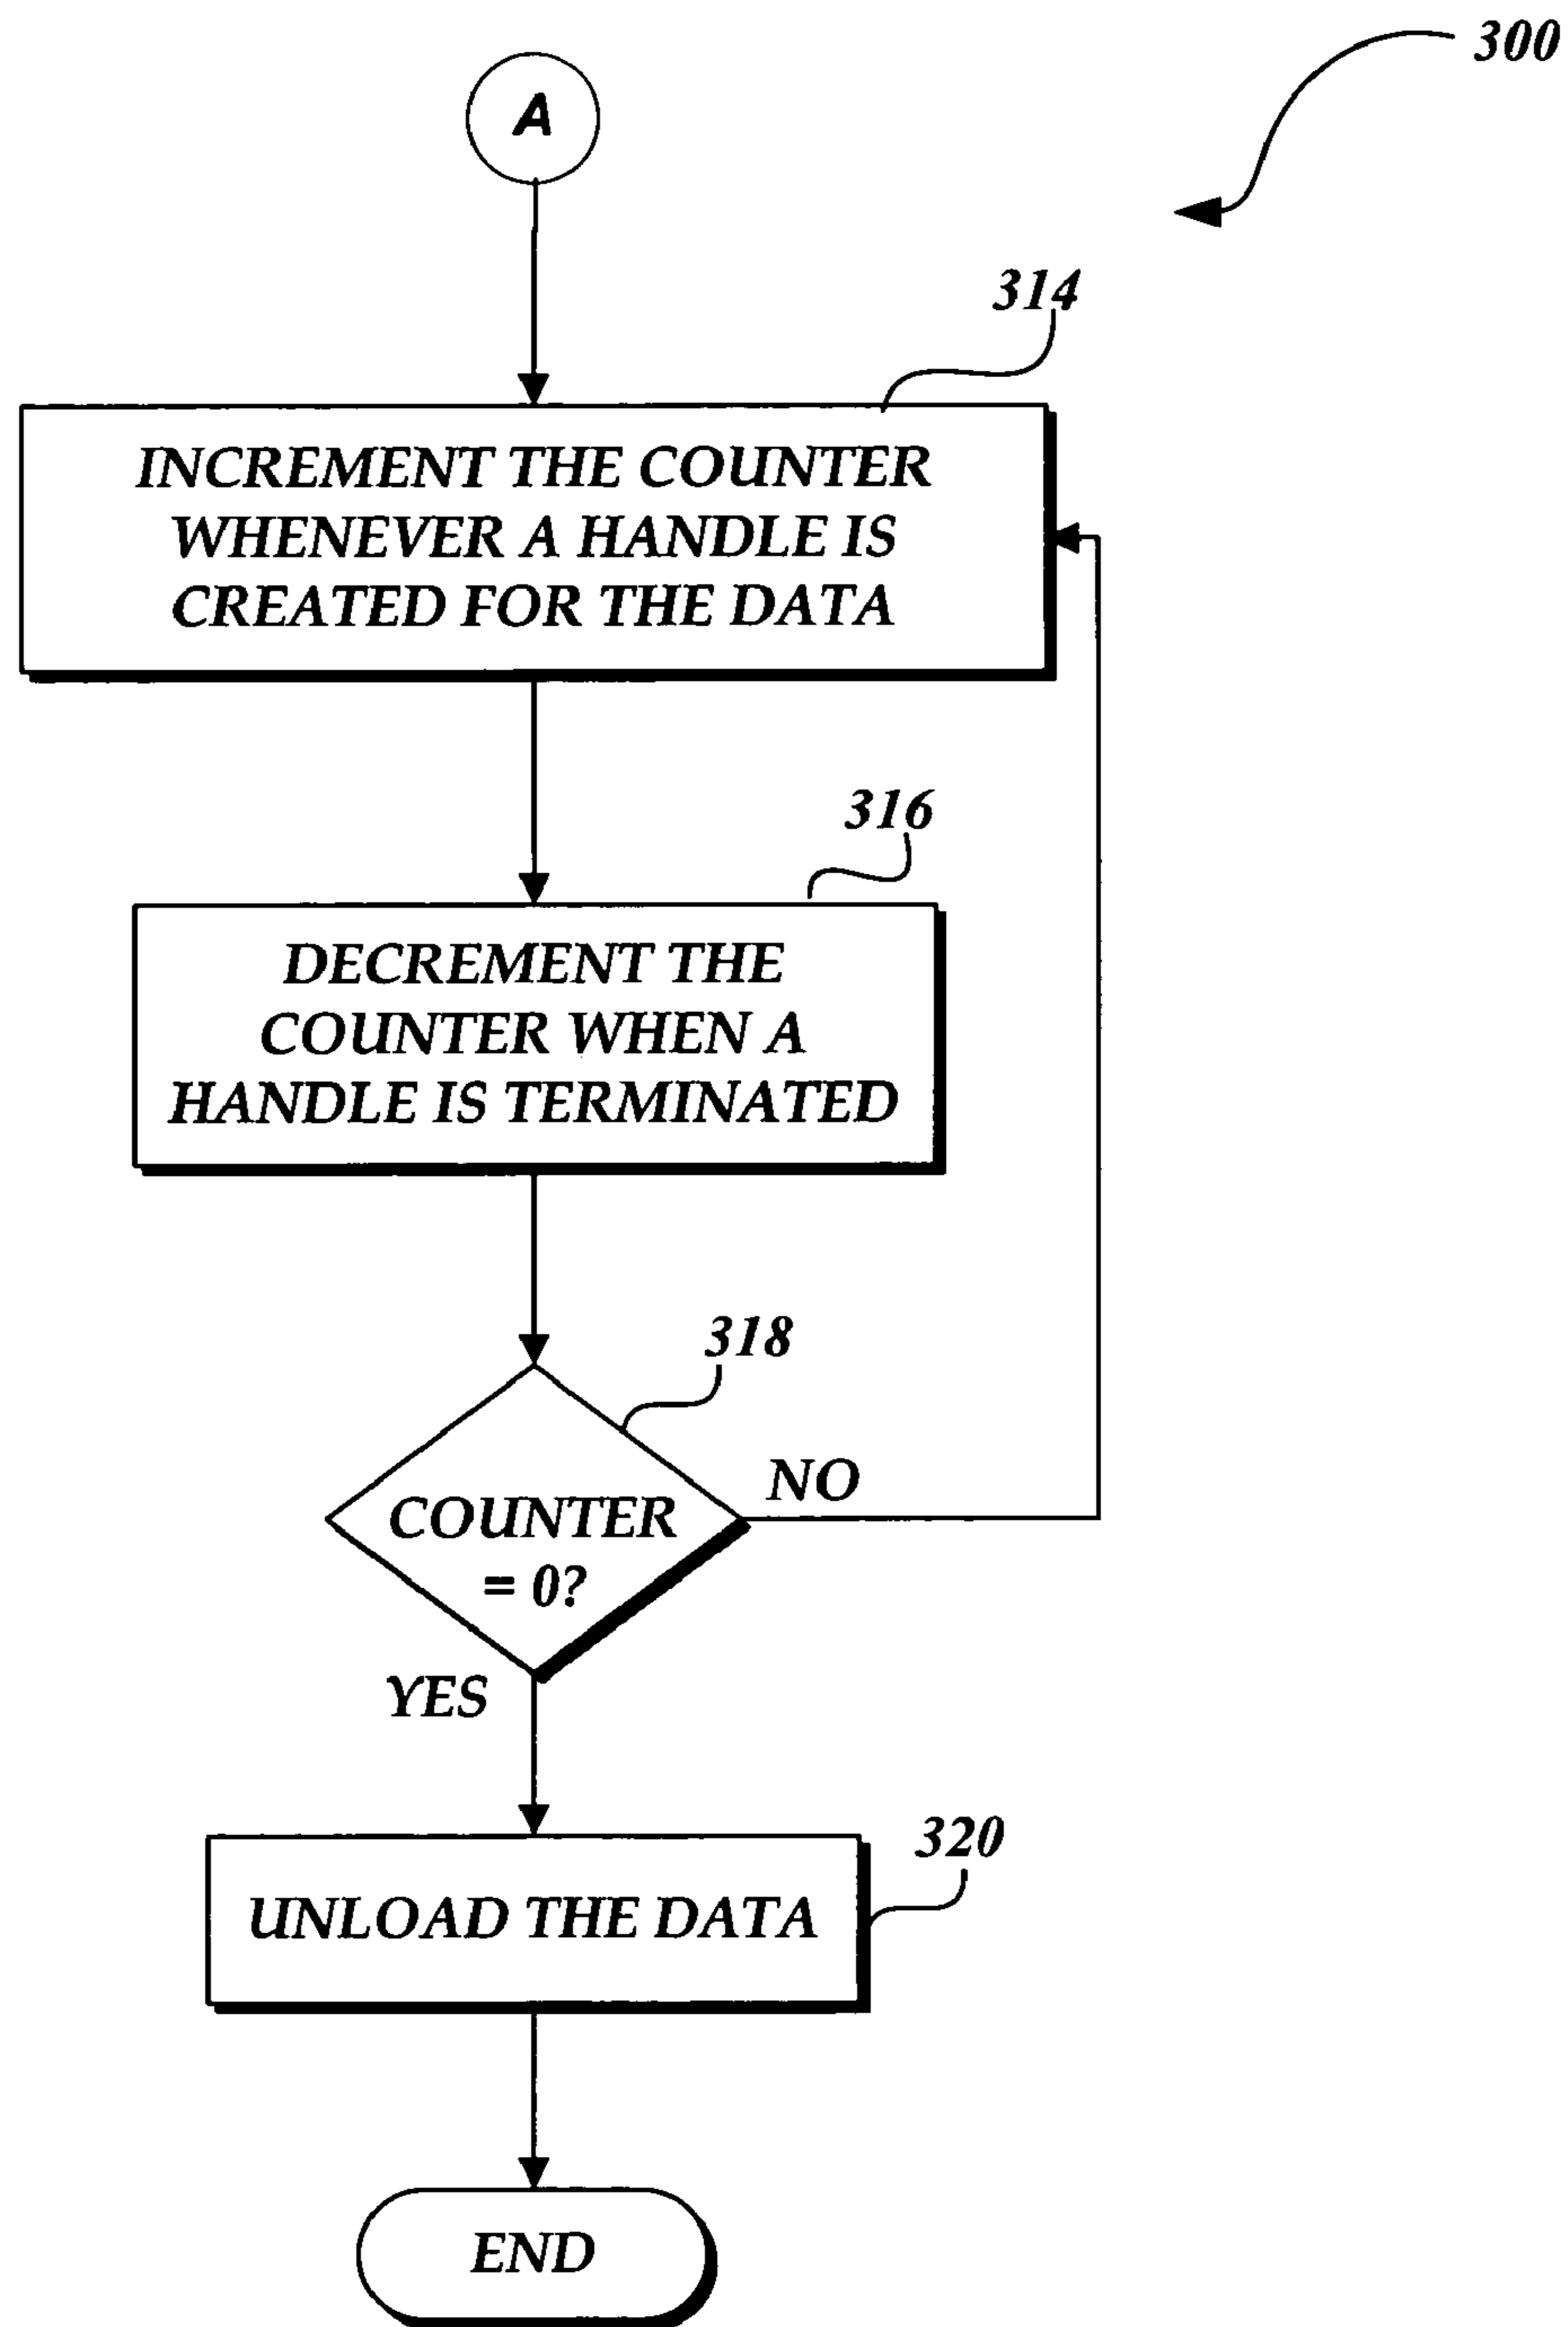 300
A
314
INCREMENT THE COUNTER
WHENEVER A HANDLE IS
CREATED FOR THE DATA
316
DECREMENT THE
COUNTER WHEN A
HANDLE IS TERMINATED
318
COUNTER
= 0?
NO
YES
320
UNLOAD THE DATA
END